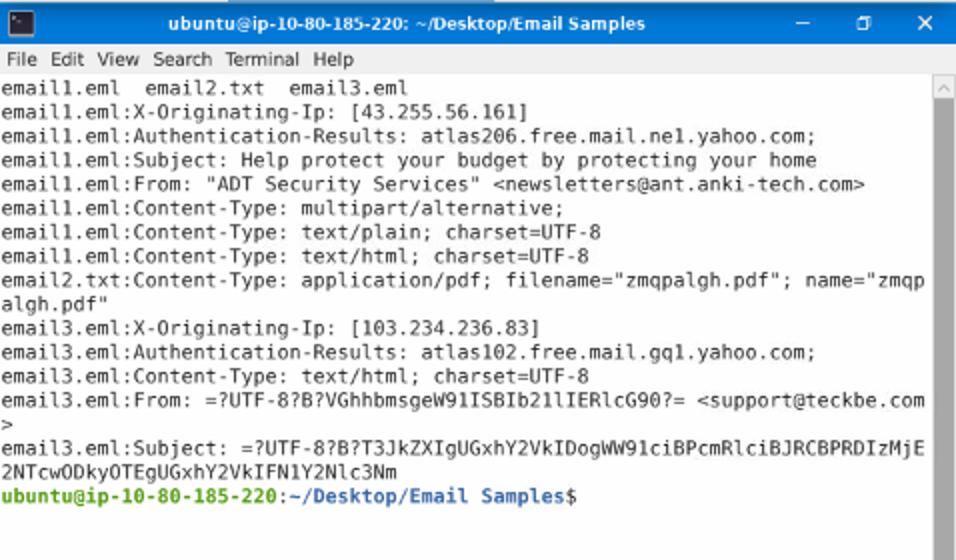 ubuntu@ip-10-80-185-220: ~/Desktop/Email Samples
File Edit View Search Terminal Help
email1.eml  email2.txt  email3.eml
email1.eml:X-Originating-Ip: [43.255.56.161]
email1.eml:Authentication-Results: atlas206.free.mail.ne1.yahoo.com;
email1.eml:Subject: Help protect your budget by protecting your home
email1.eml:From: "ADT Security Services" <newsletters@ant.anki-tech.com>
email1.eml:Content-Type: multipart/alternative;
email1.eml:Content-Type: text/plain; charset=UTF-8
email1.eml:Content-Type: text/html; charset=UTF-8
email2.txt:Content-Type: application/pdf; filename="zmqpalgh.pdf"; name="zmqp
algh.pdf"
email3.eml:X-Originating-Ip: [103.234.236.83]
email3.eml:Authentication-Results: atlas102.free.mail.gq1.yahoo.com;
email3.eml:Content-Type: text/html; charset=UTF-8
email3.eml:From: =?UTF-8?B?VGhhbmsgeW91ISBIb21lIERlcG90?= <support@teckbe.com
>
email3.eml:Subject: =?UTF-8?B?T3JkZXIgUGxhY2VkIDogWW91ciBPcmRlciBJRCBPRDIzMjE
2NTcwODkyOTEgUGxhY2VkIFN1Y2Nlc3Nm
ubuntu@ip-10-80-185-220:~/Desktop/Email Samples$